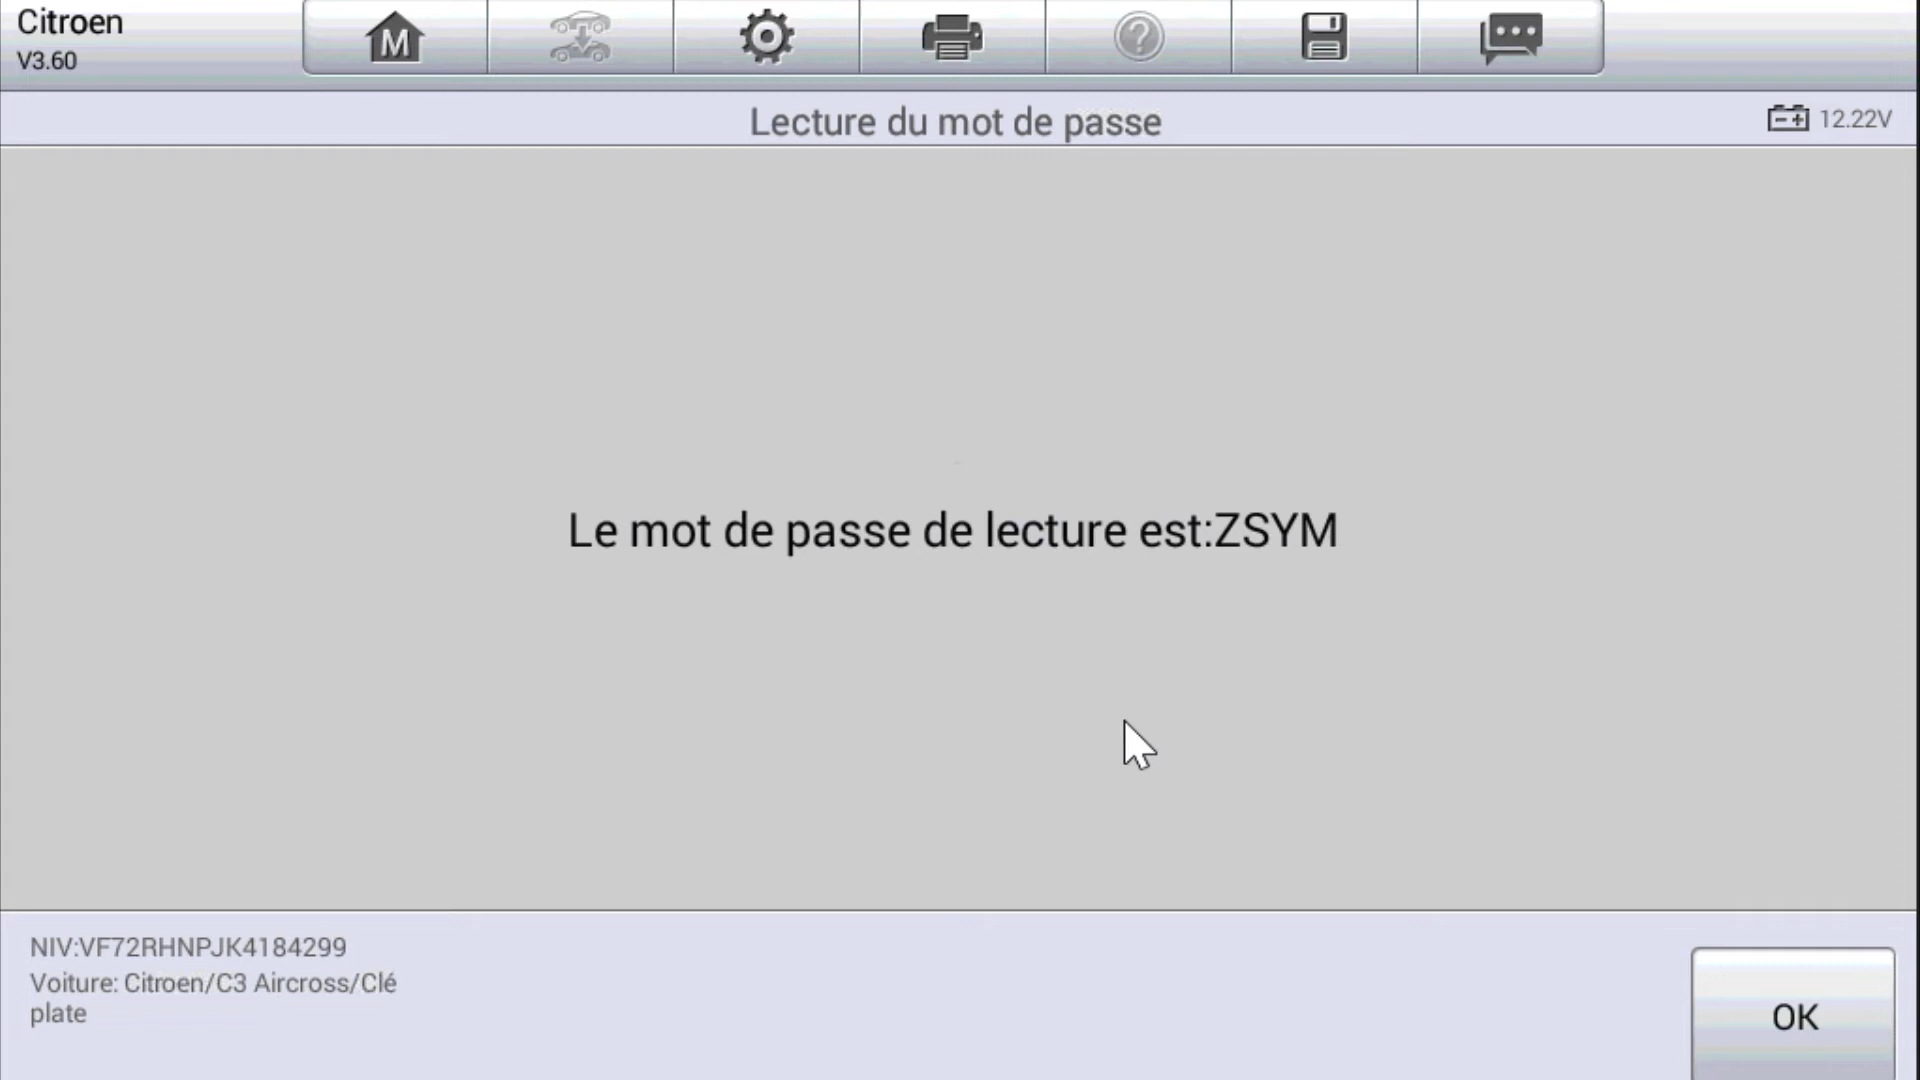 Citroen
V3.60
M
Lecture du mot de passe
12.22V
Le mot de passe de lecture est:ZSYM
NIV:VF72RHNPJK4184299
Voiture: Citroen/C3 Aircross/Clé
plate
OK